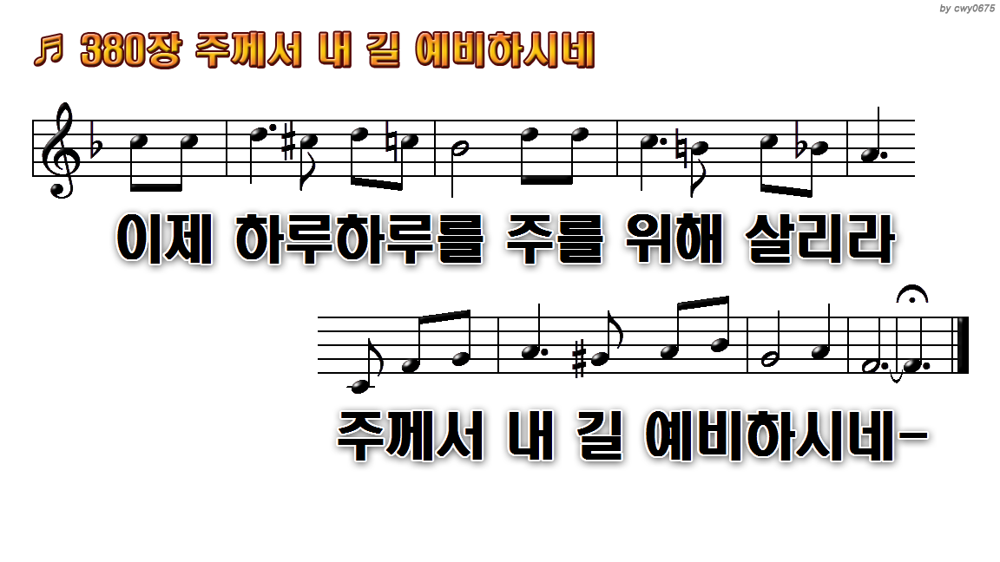 by cwy0675
♬ 380장 주께서 내 길 예비하시네
이제 하루하루를 주를 위해 살리라
주께서 내 길 예비하시네-